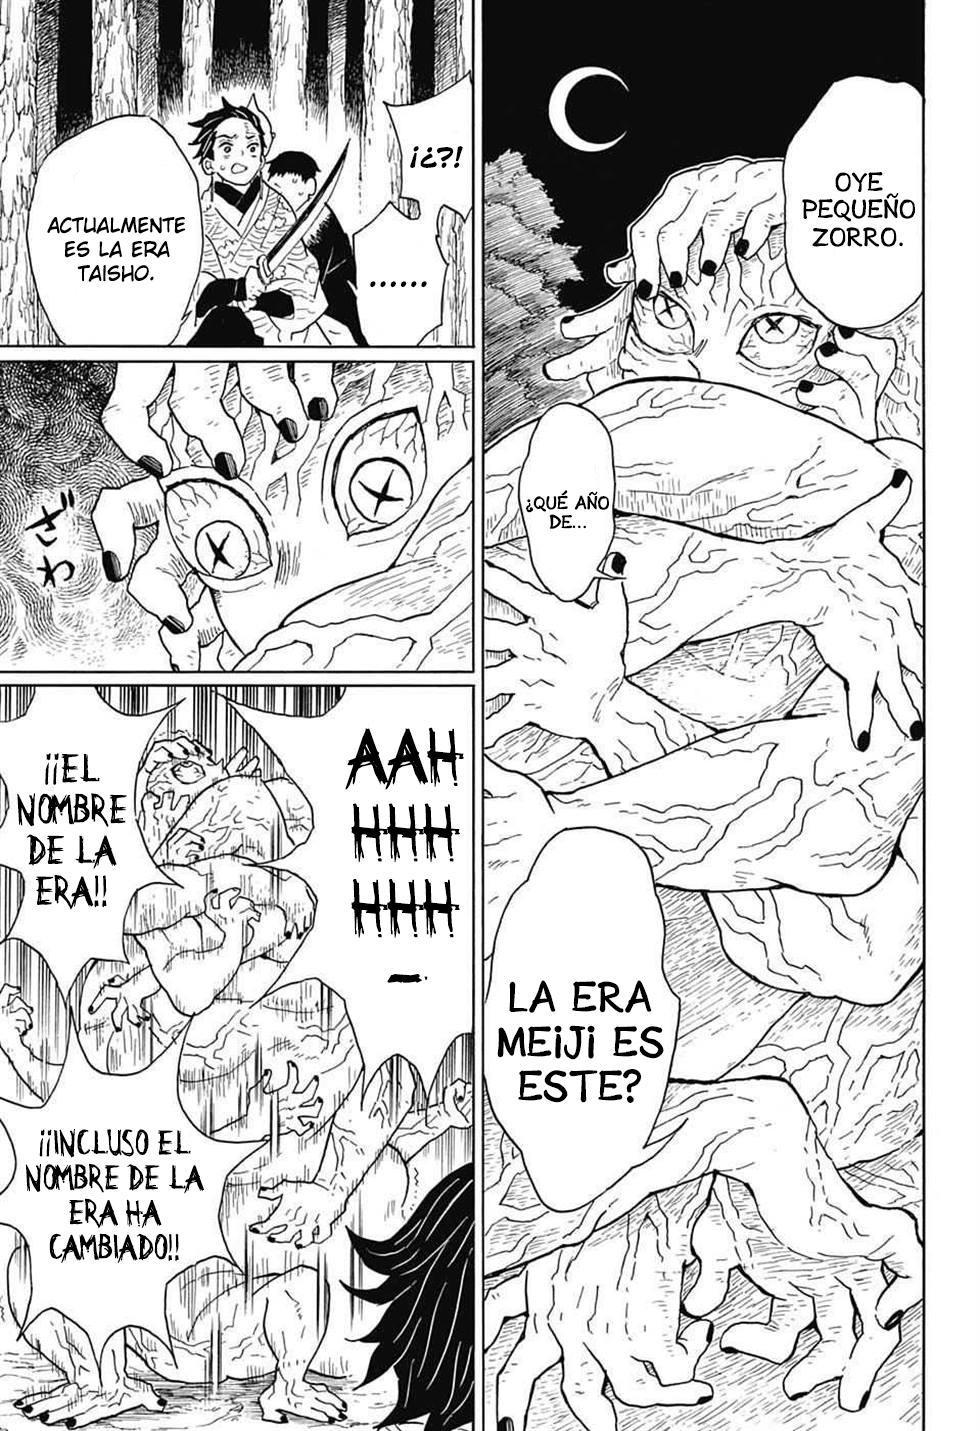 OYE
PEQUEÑO
ZORRO.
¿QUÉ AÑO
DE...
LA ERA
MEIJI ES
ESTE?
¡¿?!
......
ACTUALMENTE
ES LA ERA
TAISHO.
ざわ
AAH
HHH
HHH
—
¡¡EL
NOMBRE
DE LA
ERA!!
¡¡INCLUSO EL
NOMBRE DE LA
ERA HA
CAMBIADO!!